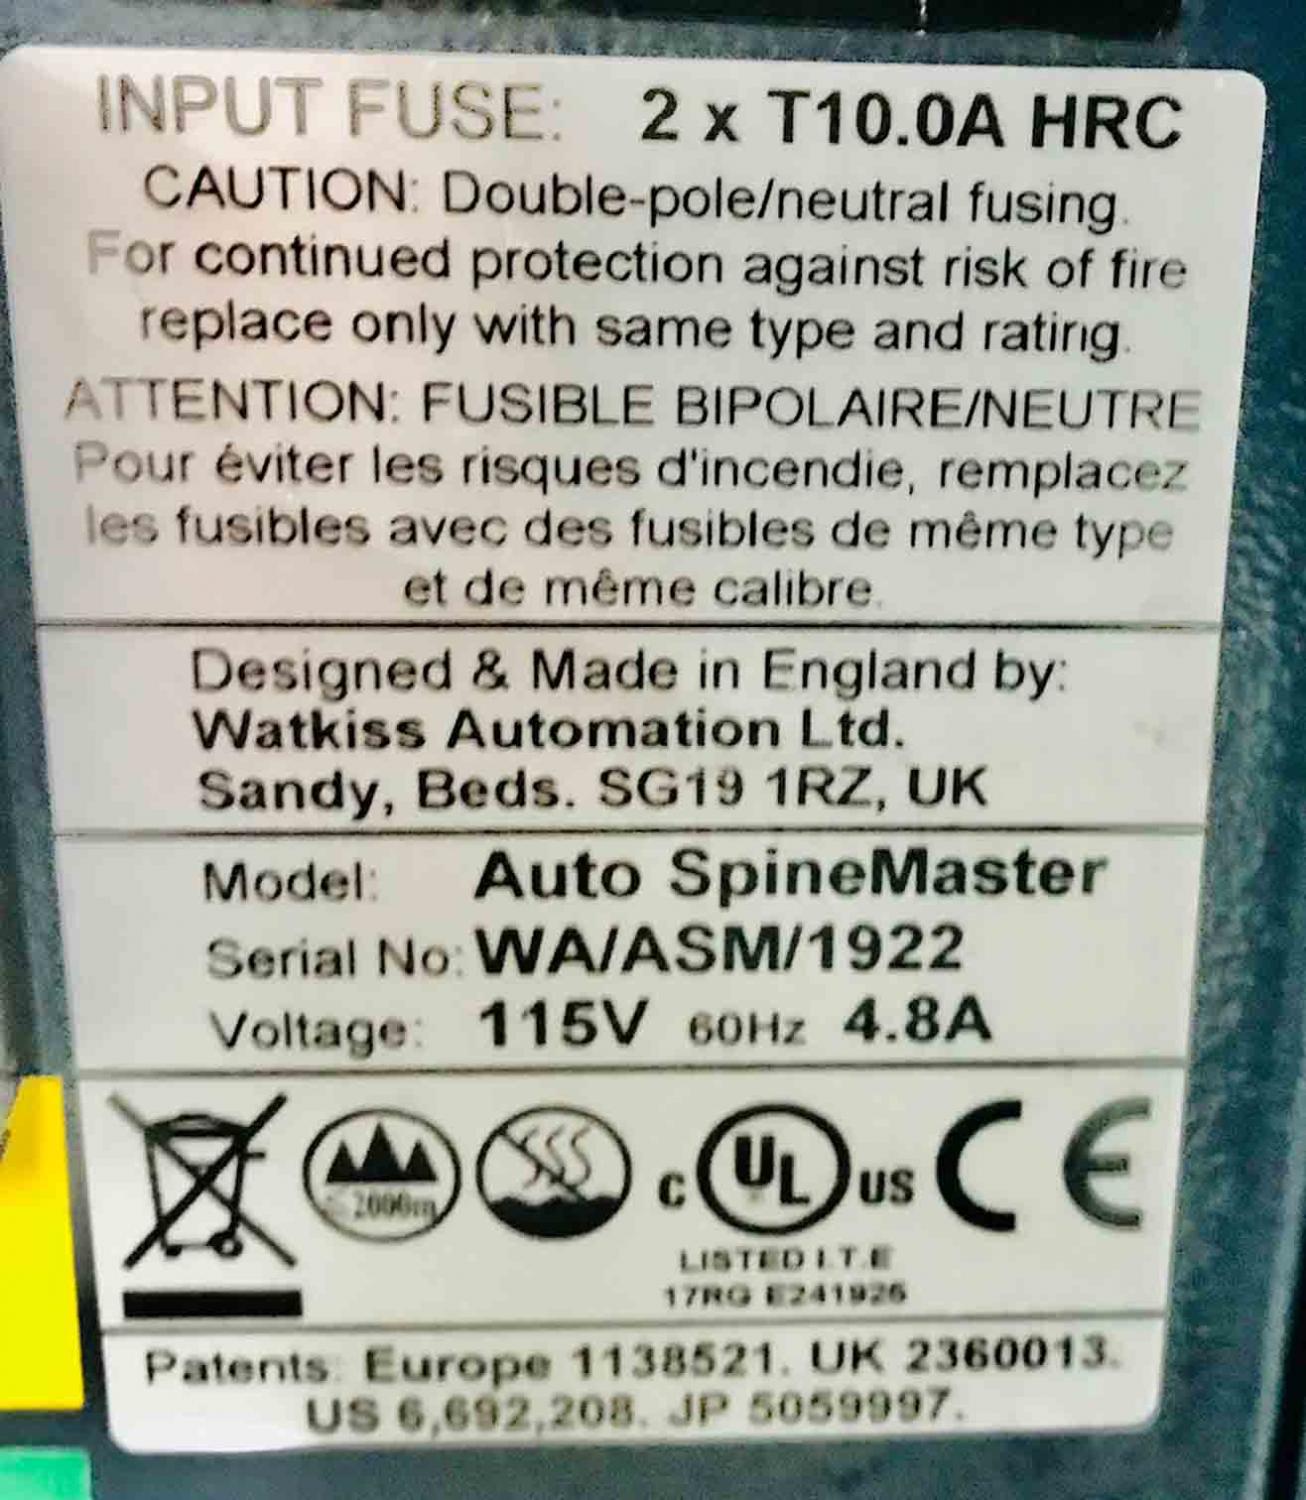 INPUT FUSE: 2 x T10.0A HRC
CAUTION: Double-pole/neutral fusing.
For continued protection against risk of fire
replace only with same type and rating.
ATTENTION: FUSIBLE BIPOLAIRE/NEUTRE
Pour éviter les risques d'incendie, remplacez
les fusibles avec des fusibles de même type
et de même calibre.
Designed & Made in England by:
Watkiss Automation Ltd.
Sandy, Beds. SG19 1RZ, UK
Model: Auto SpineMaster
Serial No: WA/ASM/1922
Voltage: 115V 60Hz 4.8A
≤ 2000m
C UL US CE
LISTED I.T.E
17RG E241926
Patents: Europe 1138521. UK 2360013.
US 6,692,208. JP 5059997.